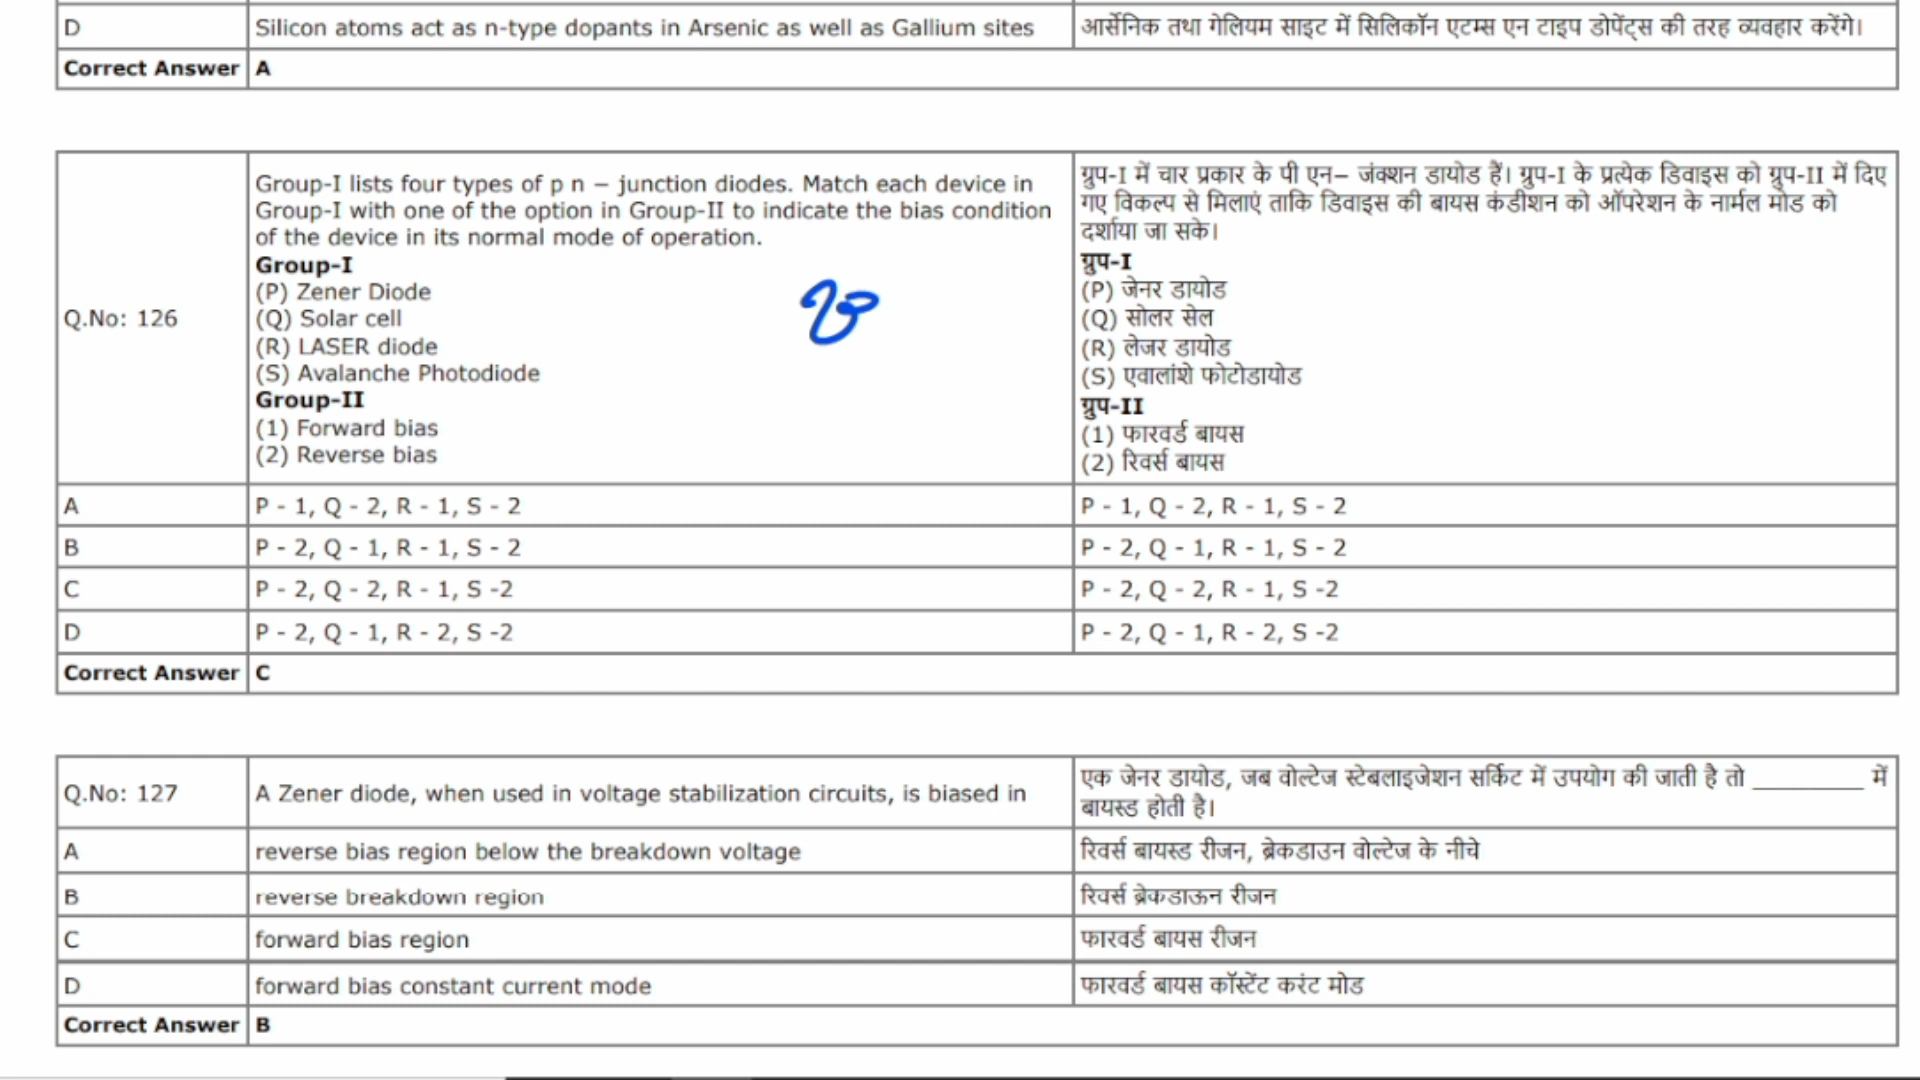 D Silicon atoms act as n-type dopants in Arsenic as well as Gallium sites आर्सेनिक तथा गेलियम साइट में सिलिकॉन एटम्स एन टाइप डोपेंट्स की तरह व्यवहार करेंगे।
Correct Answer A
Q.No: 126
Group-I lists four types of p n – junction diodes. Match each device in
Group-I with one of the option in Group-II to indicate the bias condition
of the device in its normal mode of operation.
Group-I
(P) Zener Diode
(Q) Solar cell
(R) LASER diode
(S) Avalanche Photodiode
Group-II
(1) Forward bias
(2) Reverse bias
ग्रुप-I में चार प्रकार के पी एन– जंक्शन डायोड हैं। ग्रुप-I के प्रत्येक डिवाइस को ग्रुप-II में दिए
गए विकल्प से मिलाएं ताकि डिवाइस की बायस कंडीशन को ऑपरेशन के नार्मल मोड को
दर्शाया जा सके।
ग्रुप-I
(P) जेनर डायोड
(Q) सोलर सेल
(R) लेजर डायोड
(S) एवालांशे फोटोडायोड
ग्रुप-II
(1) फारवर्ड बायस
(2) रिवर्स बायस
A P - 1, Q - 2, R - 1, S - 2 P - 1, Q - 2, R - 1, S - 2
B P - 2, Q - 1, R - 1, S - 2 P - 2, Q - 1, R - 1, S - 2
C P - 2, Q - 2, R - 1, S -2 P - 2, Q - 2, R - 1, S -2
D P - 2, Q - 1, R - 2, S -2 P - 2, Q - 1, R - 2, S -2
Correct Answer C
Q.No: 127
A Zener diode, when used in voltage stabilization circuits, is biased in
एक जेनर डायोड, जब वोल्टेज स्टेबलाइजेशन सर्किट में उपयोग की जाती है तो _________ में
बायस्ड होती है।
A reverse bias region below the breakdown voltage रिवर्स बायस्ड रीजन, ब्रेकडाउन वोल्टेज के नीचे
B reverse breakdown region रिवर्स ब्रेकडाऊन रीजन
C forward bias region फारवर्ड बायस रीजन
D forward bias constant current mode फारवर्ड बायस कॉस्टेंट करंट मोड
Correct Answer B